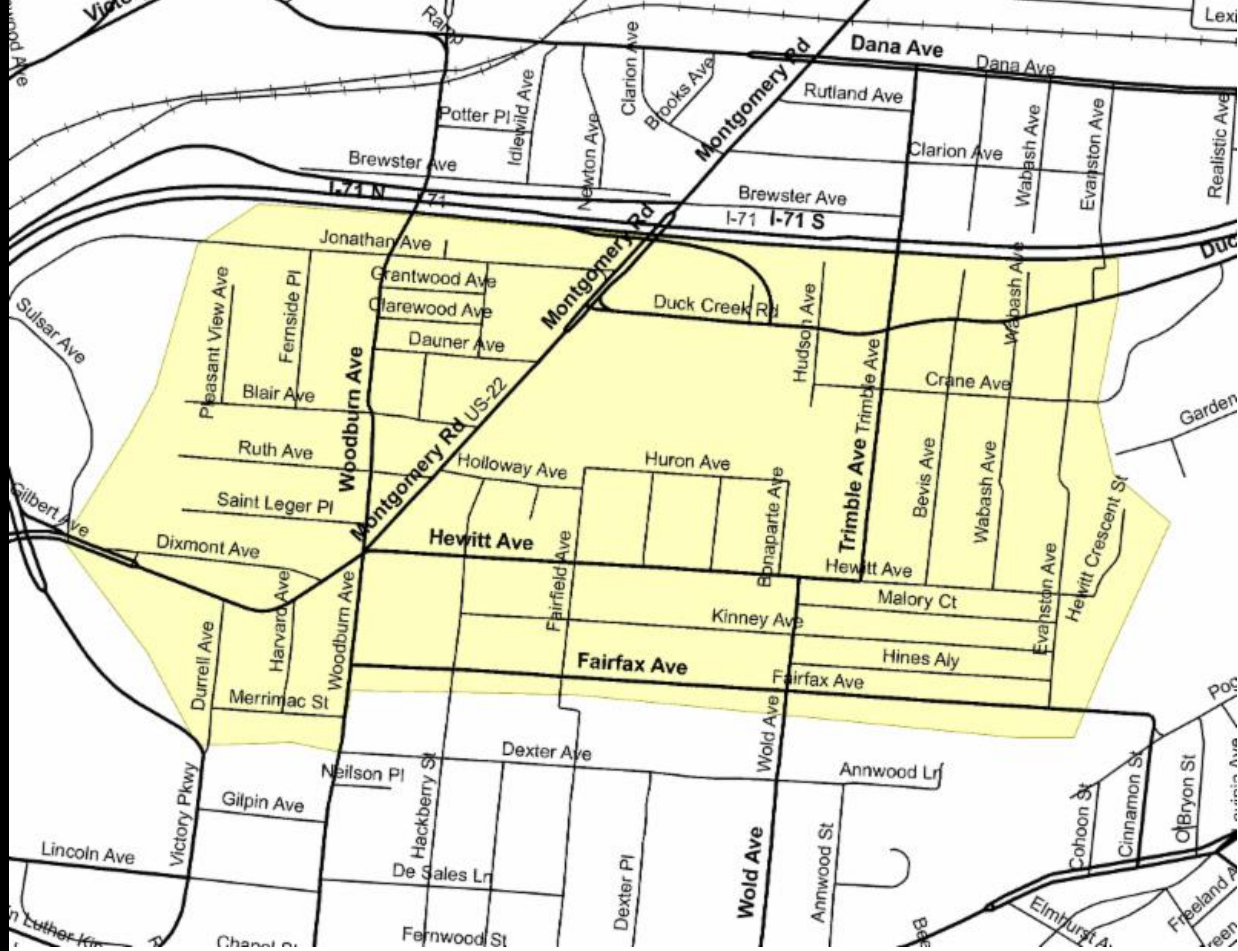 Ramp
Lexi
Dana Ave
Dana Ave
Clarion Ave
Brooks Ave
Montgomery Rd
Rutland Ave
Idlewild Ave
Potter Pl
Newton Ave
Clarion Ave
Wabash Ave
Evanston Ave
Realistic Ave
Brewster Ave
Brewster Ave
I-71 N
I-71
I-71
I-71 S
Montgomery Rd
Jonathan Ave
Grantwood Ave
Clarewood Ave
Dauner Ave
Duck Creek Rd
Hudson Ave
Wabash Ave
Duc
Sulsar Ave
Pleasant View Ave
Fernside Pl
Woodburn Ave
Blair Ave
US-22
Montgomery Rd
Trimble Ave
Crane Ave
Garden
Ruth Ave
Holloway Ave
Huron Ave
Bonaparte Ave
Trimble Ave
Bevis Ave
Wabash Ave
Saint Leger Pl
Gilbert Ave
Dixmont Ave
Hewitt Ave
Hewitt Ave
Fairfield Ave
Evanston Ave
Hewitt Crescent St
Malory Ct
Kinney Ave
Hines Aly
Durrell Ave
Harvard Ave
Woodburn Ave
Fairfax Ave
Fairfax Ave
Merrimac St
Wold Ave
Dexter Ave
Annwood Ln
Neilson Pl
Gilpin Ave
Victory Pkwy
Hackberry St
Lincoln Ave
De Sales Ln
Dexter Pl
Wold Ave
Annwood St
Cohoon St
Cinnamon St
O'Bryon St
Elmhurst Av
Freeland A
Fernwood St
Chapel St